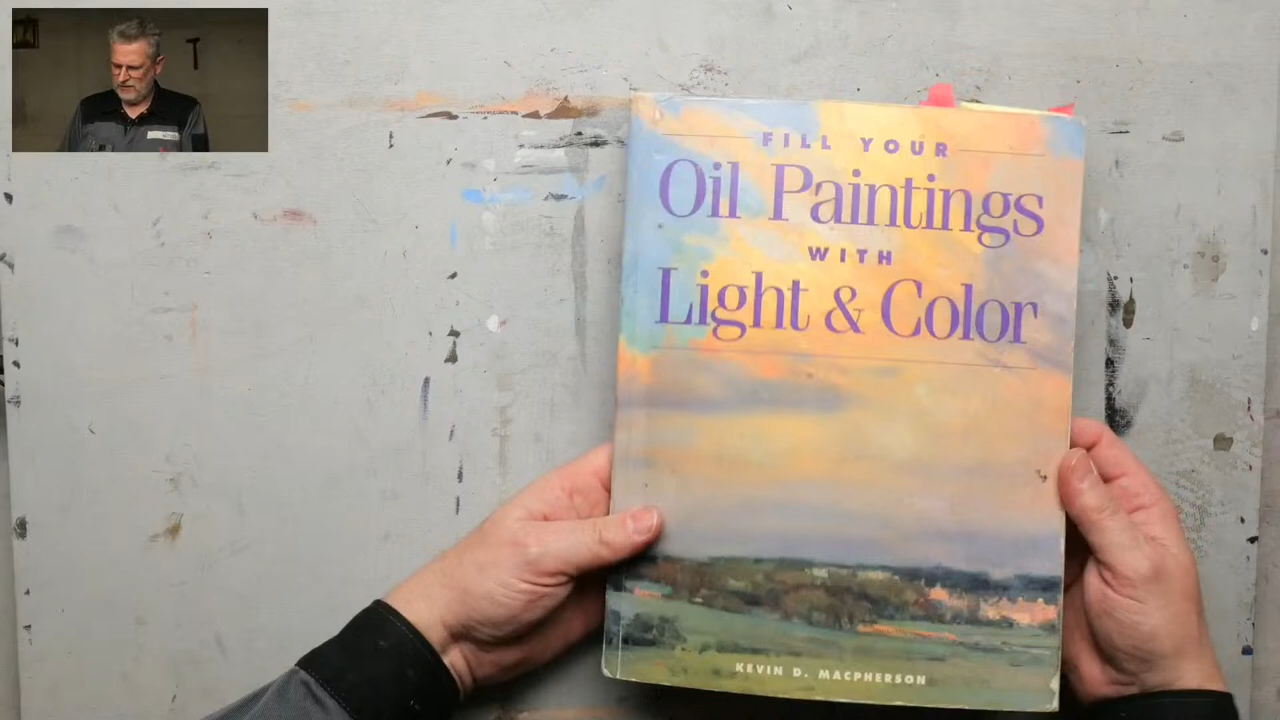 FILL YOUR
Oil Paintings
WITH
Light & Color
KEVIN D. MACPHERSON